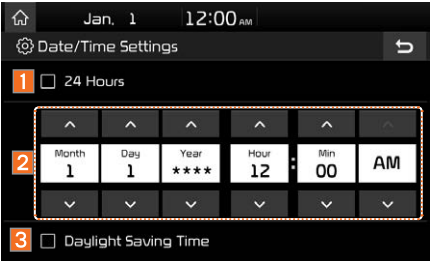 Jan. 1 12:00 AM
Date/Time Settings
1 24 Hours
2 Month Day Year Hour Min
1 1 **** 12 : 00 AM
3 Daylight Saving Time